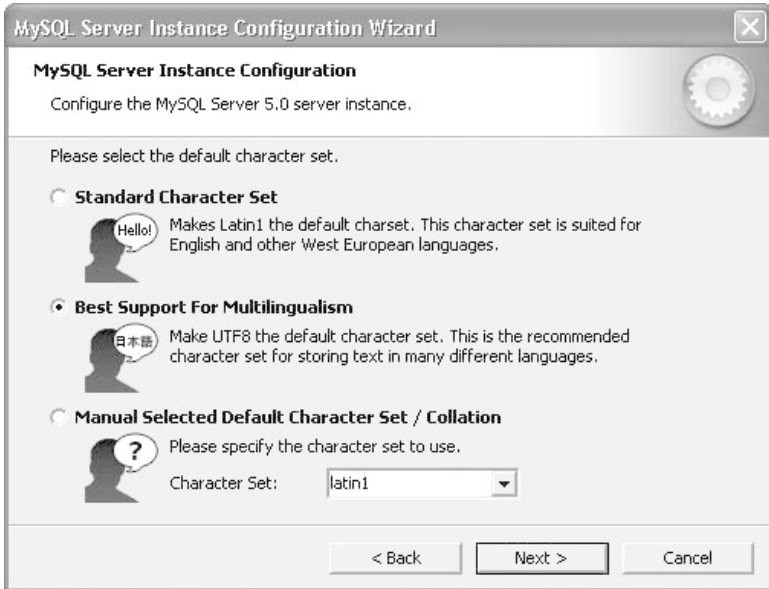 MySQL Server Instance Configuration Wizard
MySQL Server Instance Configuration
Configure the MySQL Server 5.0 server instance.
Please select the default character set.
Standard Character Set
Hello!
Makes Latin1 the default charset. This character set is suited for
English and other West European languages.
Best Support For Multilingualism
日本語
Make UTF8 the default character set. This is the recommended
character set for storing text in many different languages.
Manual Selected Default Character Set / Collation
?
Please specify the character set to use.
Character Set: latin1
< Back Next > Cancel